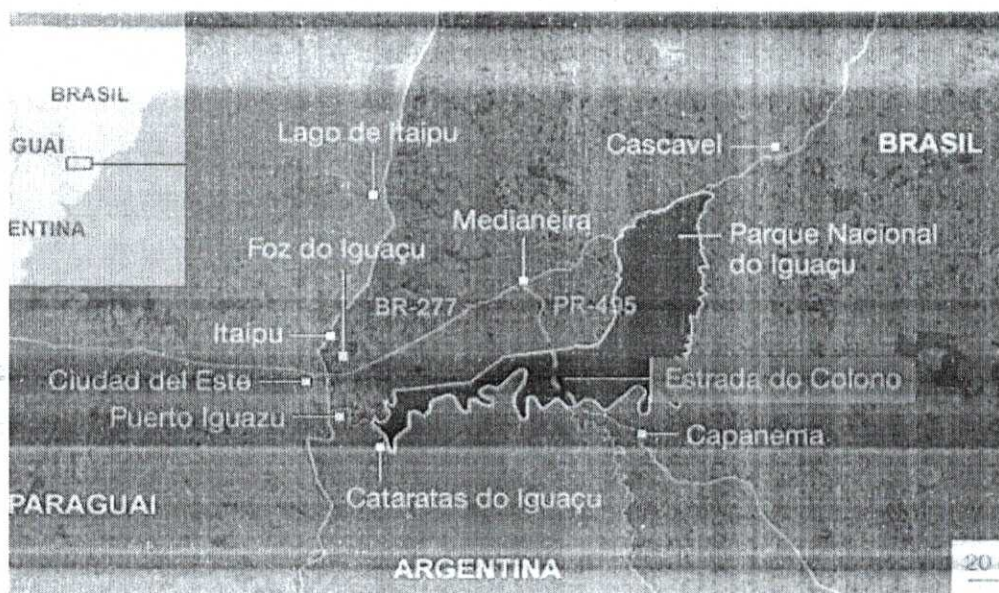 BRASIL
GUAI
ENTINA
Lago de Itaipu
Cascavel
BRASIL
Medianeira
Foz do Iguaçu
Parque Nacional
do Iguaçu
BR-277
PR-495
Itaipu
Ciudad del Este
Estrada do Colono
Puerto Iguazu
Capanema
Cataratas do Iguaçu
PARAGUAI
ARGENTINA
20